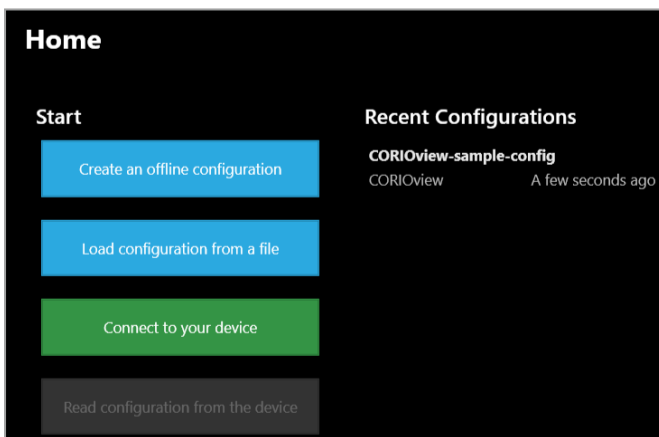 Home
Start
Create an offline configuration
Load configuration from a file
Connect to your device
Read configuration from the device
Recent Configurations
CORIOview-sample-config
CORIOview A few seconds ago